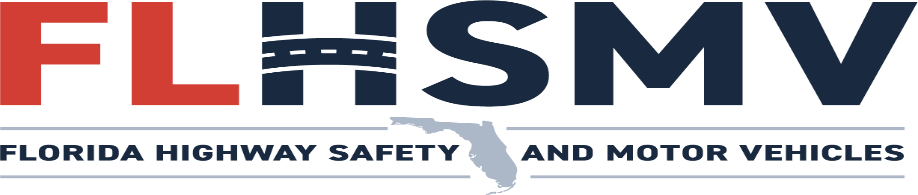 FLHSMV
FLORIDA HIGHWAY SAFETY AND MOTOR VEHICLES